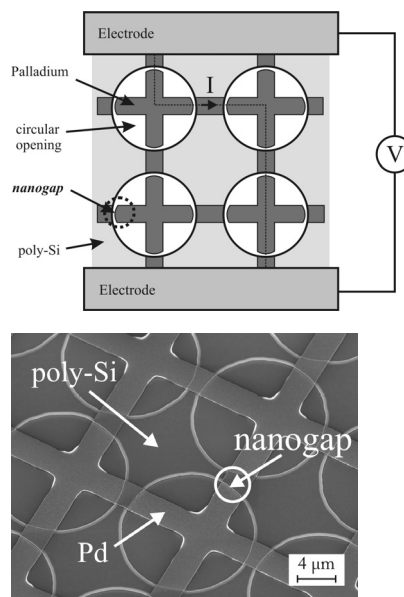 Electrode
Palladium
I
circular
opening
V
nanogap
poly-Si
Electrode
poly-Si
nanogap
Pd
4 μm